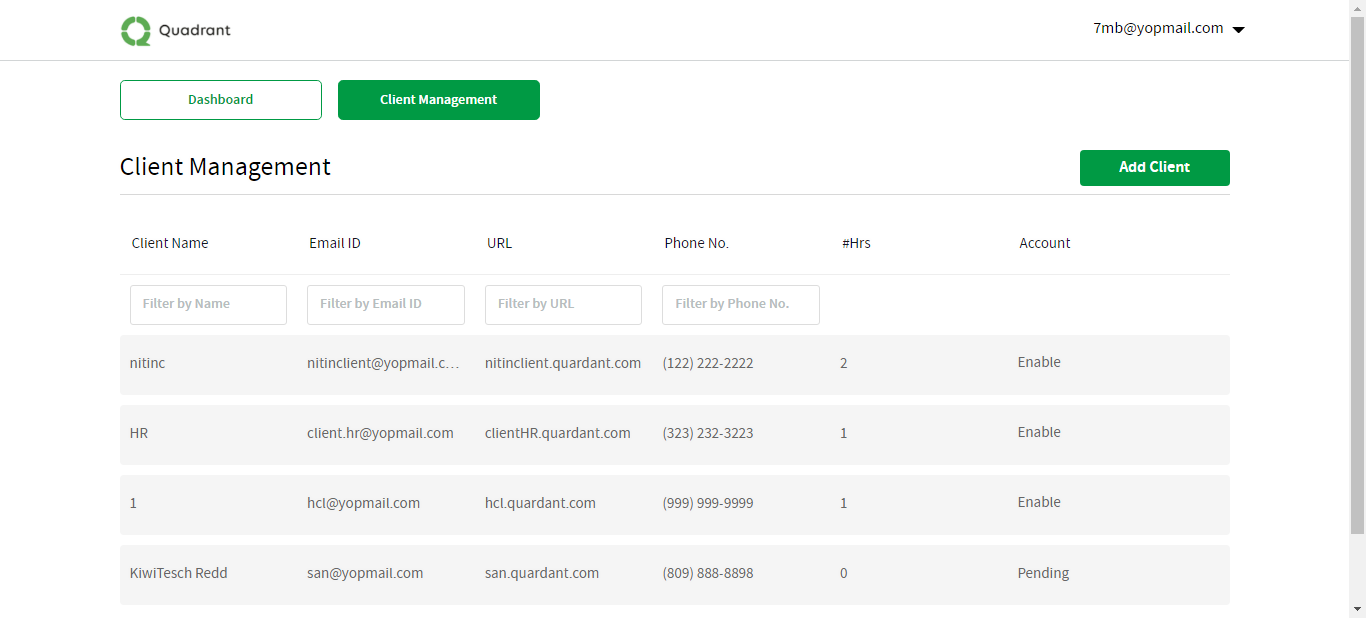 Quadrant
7mb@yopmail.com
Dashboard Client Management
Client Management Add Client
Client Name Email ID URL Phone No. #Hrs Account
Filter by Name Filter by Email ID Filter by URL Filter by Phone No.
nitinc nitinclient@yopmail.c... nitinclient.quardant.com (122) 222-2222 2 Enable
HR client.hr@yopmail.com clientHR.quardant.com (323) 232-3223 1 Enable
1 hcl@yopmail.com hcl.quardant.com (999) 999-9999 1 Enable
KiwiTesch Redd san@yopmail.com san.quardant.com (809) 888-8898 0 Pending